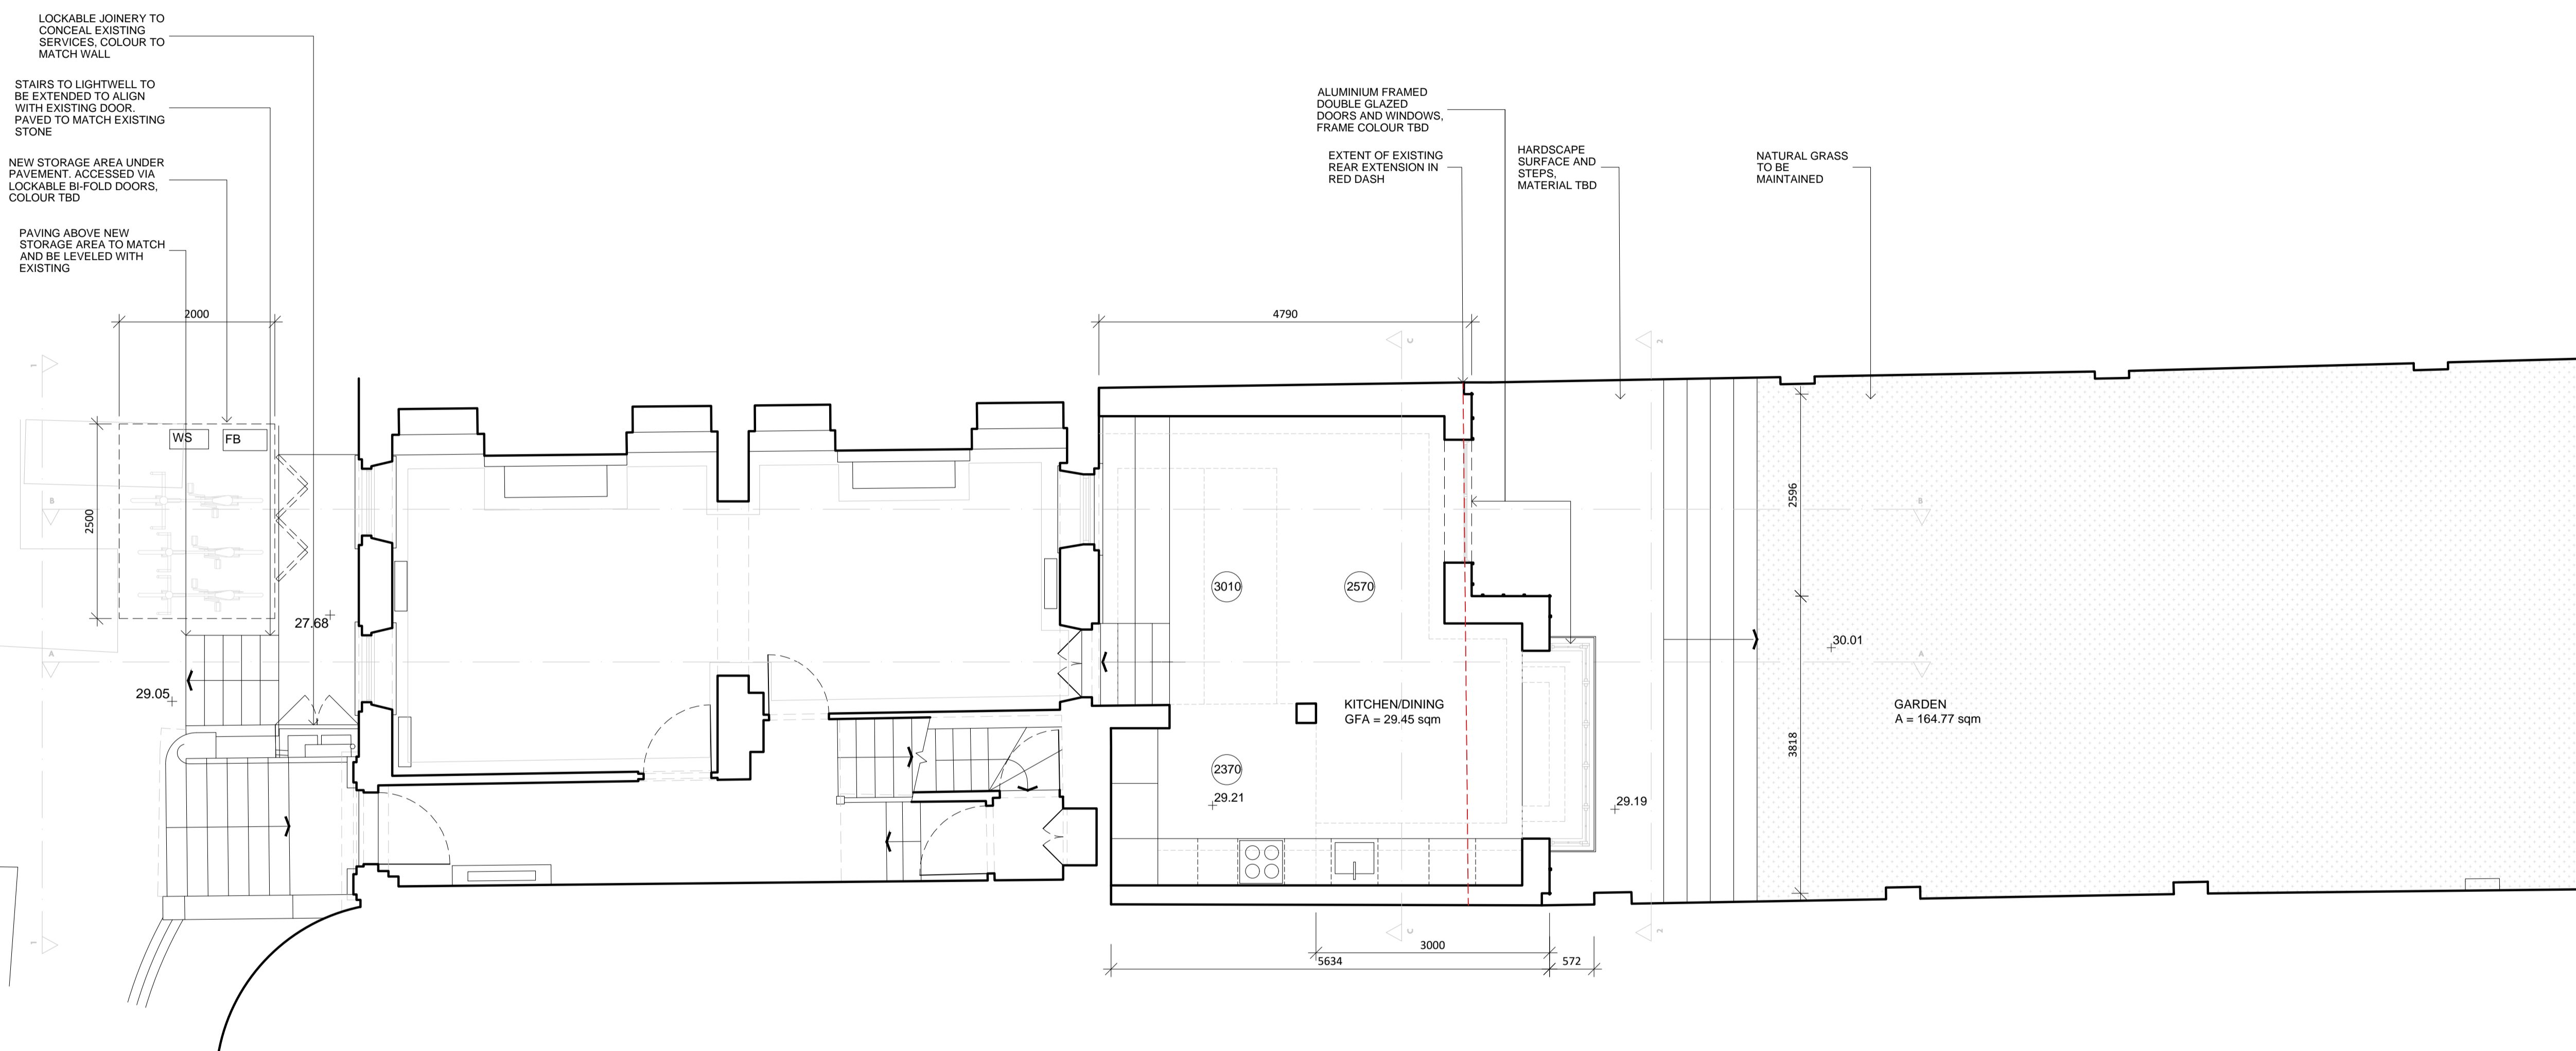 LOCKABLE JOINERY TO
CONCEAL EXISTING
SERVICES, COLOUR TO
MATCH WALL
STAIRS TO LIGHTWELL TO
BE EXTENDED TO ALIGN
WITH EXISTING DOOR.
PAVED TO MATCH EXISTING
STONE
NEW STORAGE AREA UNDER
PAVEMENT. ACCESSED VIA
LOCKABLE BI-FOLD DOORS,
COLOUR TBD
PAVING ABOVE NEW
STORAGE AREA TO MATCH
AND BE LEVELED WITH
EXISTING
ALUMINIUM FRAMED
DOUBLE GLAZED
DOORS AND WINDOWS,
FRAME COLOUR TBD
EXTENT OF EXISTING
REAR EXTENSION IN
RED DASH
HARDSCAPE
SURFACE AND
STEPS,
MATERIAL TBD
NATURAL GRASS
TO BE
MAINTAINED
2000
4790
1
C
2
WS
FB
B
B
2500
2596
3010
2570
27.68
30.01
A
A
29.05
KITCHEN/DINING
GFA = 29.45 sqm
GARDEN
A = 164.77 sqm
3818
2370
29.21
29.19
1
C
2
3000
5634
572